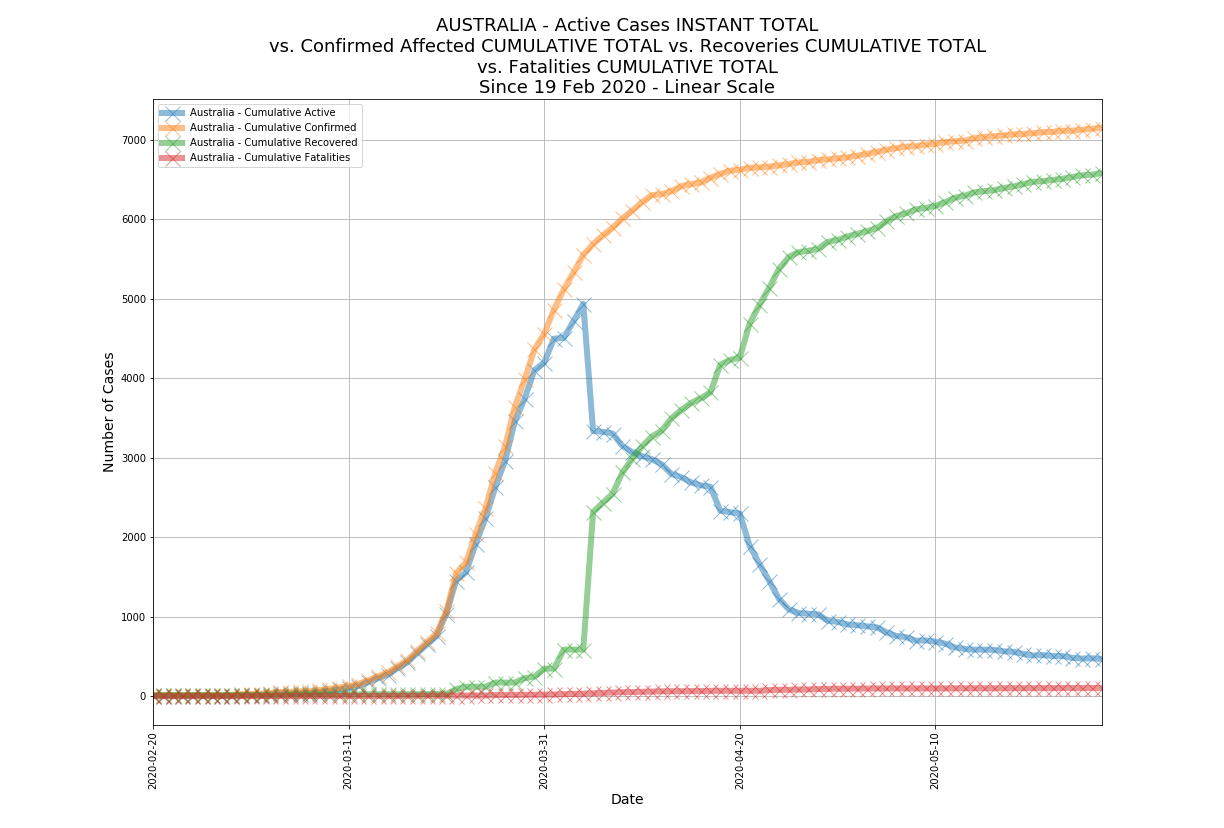 AUSTRALIA - Active Cases INSTANT TOTAL
vs. Confirmed Affected CUMULATIVE TOTAL vs. Recoveries CUMULATIVE TOTAL
vs. Fatalities CUMULATIVE TOTAL
Since 19 Feb 2020 - Linear Scale
Australia - Cumulative Active
Australia - Cumulative Confirmed
Australia - Cumulative Recovered
Australia - Cumulative Fatalities
7000
6000
5000
4000
3000
2000
1000
0
Number of Cases
2020-02-20
2020-03-11
2020-03-31
2020-04-20
2020-05-10
Date